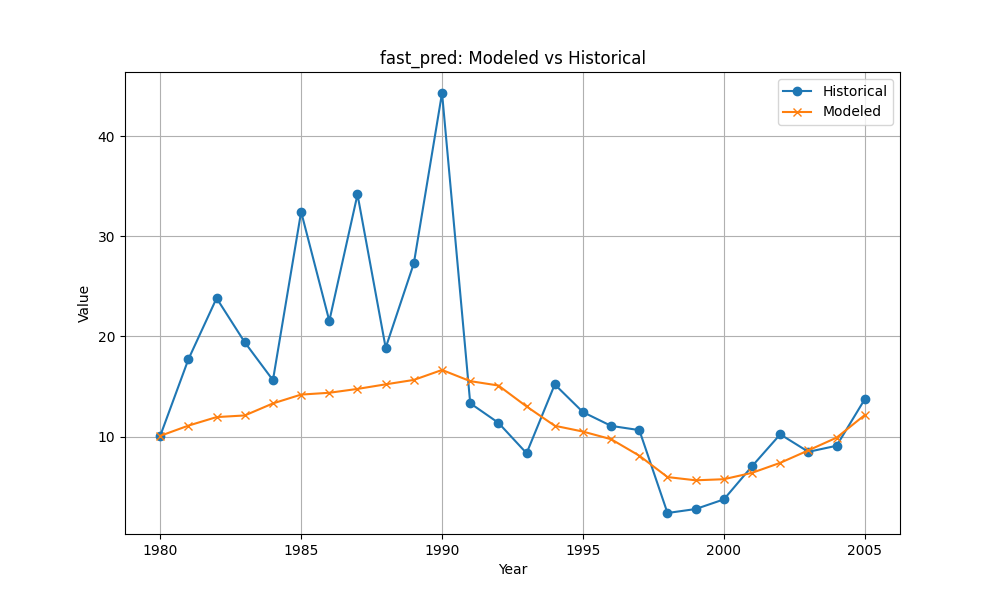 fast_pred: Modeled vs Historical
Historical
Modeled
Value
40
30
20
10
1980 1985 1990 1995 2000 2005
Year